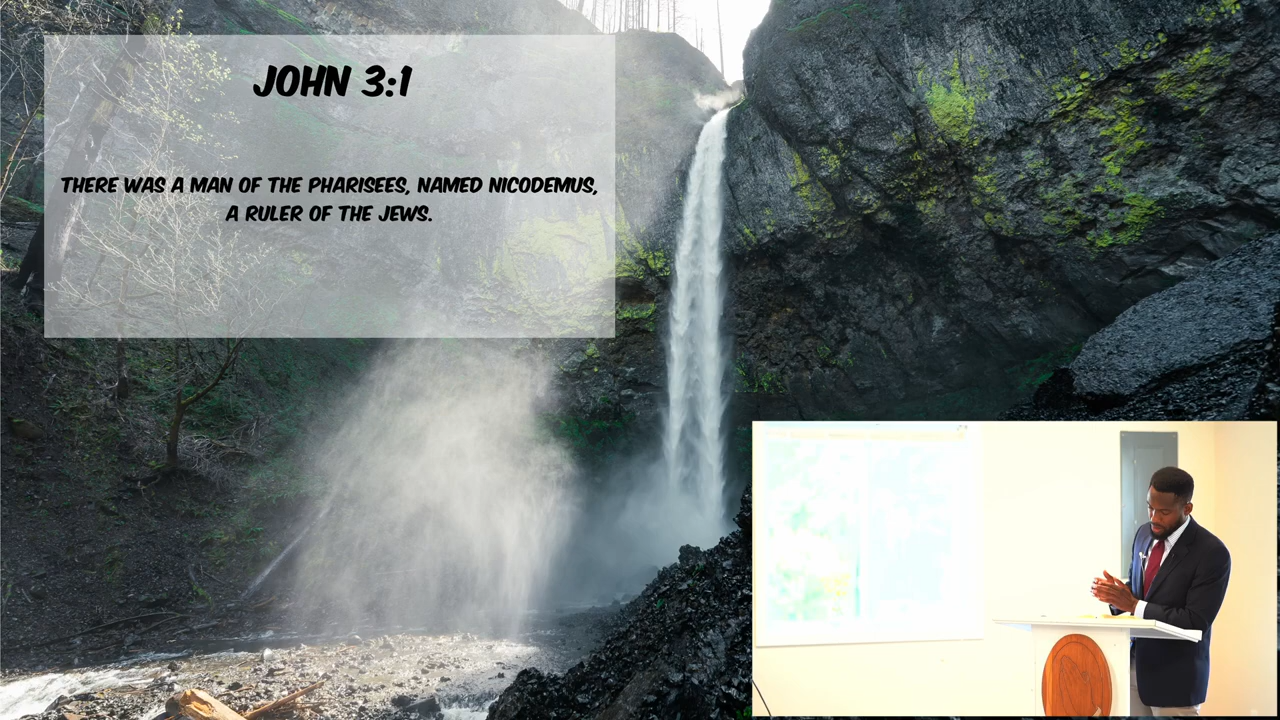 JOHN 3:1
THERE WAS A MAN OF THE PHARISEES, NAMED NICODEMUS,
A RULER OF THE JEWS.